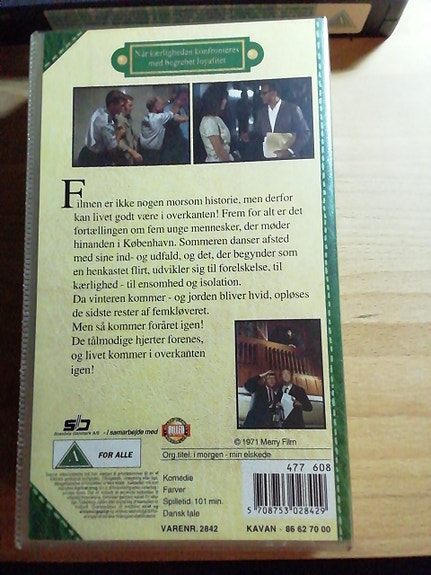 Når kærligheden konfronteres
med begrebet loyalitet
Filmen er ikke nogen morsom historie, men derfor
kan livet godt være i overkanten! Frem for alt er det
fortællingen om fem unge mennesker, der møder
hinanden i København. Sommeren danser afsted
med sine ind- og udfald, og det, der begynder som
en henkastet flirt, udvikler sig til forelskelse, til
kærlighed - til ensomhed og isolation.
Da vinteren kommer - og jorden bliver hvid, opløses
de sidste rester af femkløveret.
Men så kommer foråret igen!
De tålmodige hjerter forenes,
og livet kommer i overkanten
igen!
- i samarbejde med
© 1971 Merry Film
FOR ALLE
Org.titel. i morgen - min elskede
Komedie
Farver
Spilletid: 101 min.
Dansk tale
VARENR. 2842
477 608
5 708753 028429
KAVAN - 86 62 70 00